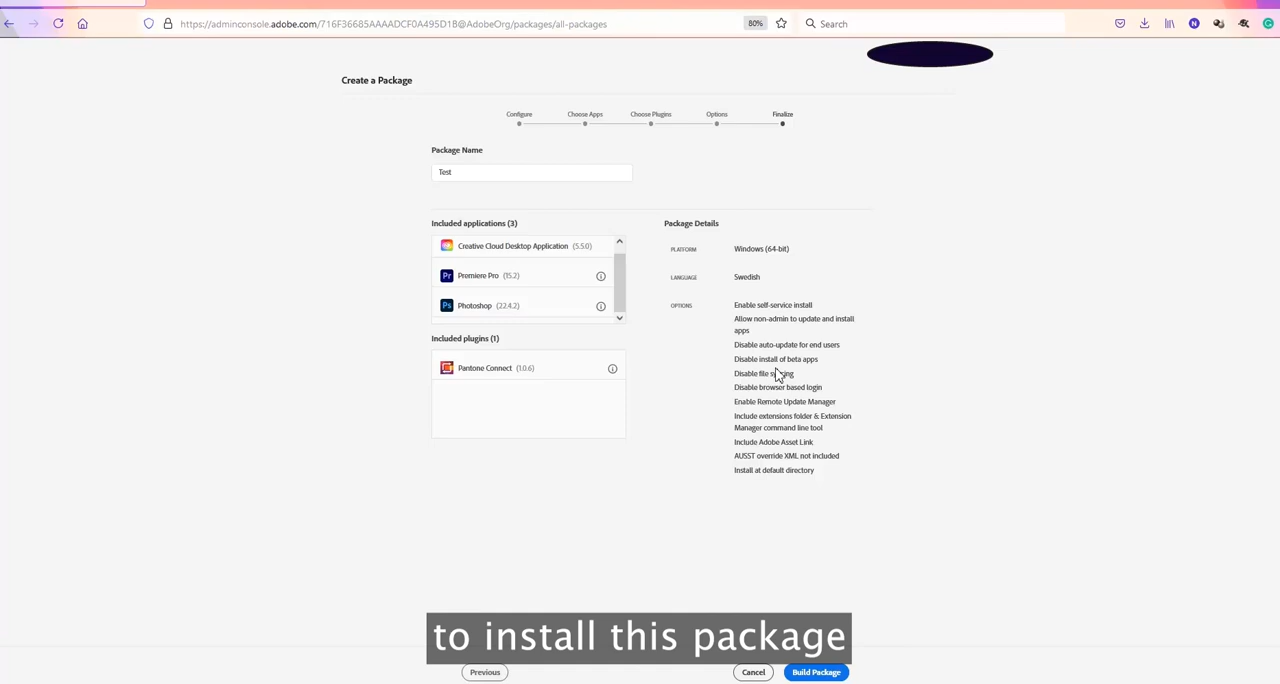 https://adminconsole.adobe.com/716F36685AAAADCF0A495D18@AdobeOrg/packages/all-packages
80%
Search
Create a Package
Configure
Choose Apps
Choose Plugins
Options
Finalize
Package Name
Test
Included applications (3)
Creative Cloud Desktop Application (5.5.0)
Premiere Pro (15.2)
Photoshop (22.4.2)
Included plugins (1)
Pantone Connect (1.0.6)
Package Details
PLATFORM
Windows (64-bit)
LANGUAGE
Swedish
OPTIONS
Enable self-service install
Allow non-admin to update and install
apps
Disable auto-update for end users
Disable install of beta apps
Disable file syncing
Disable browser based login
Enable Remote Update Manager
Include extensions folder & Extension
Manager command line tool
Include Adobe Asset Link
AUSST override XML not included
Install at default directory
to install this package
Previous
Cancel
Build Package